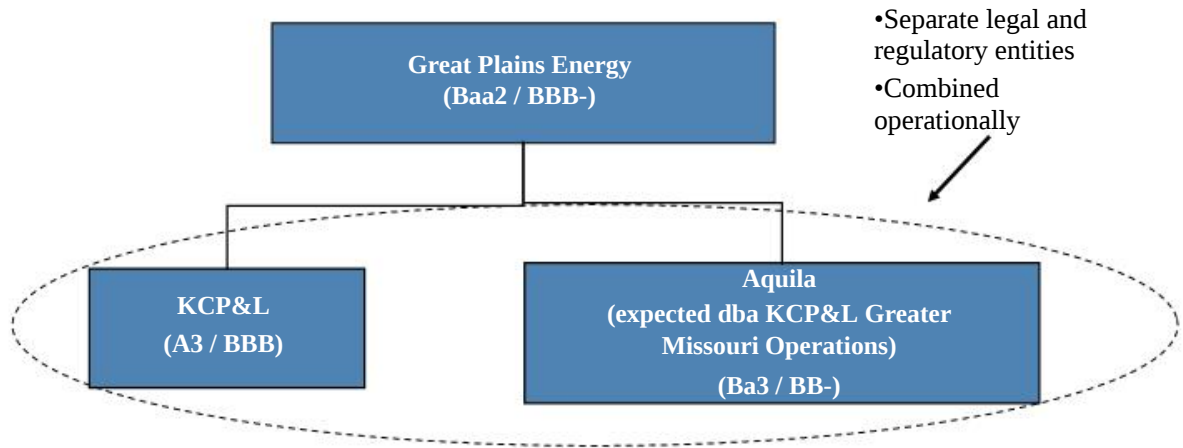 •Separate legal and
regulatory entities
•Combined
operationally
Great Plains Energy
(Baa2 / BBB-)
KCP&L
(A3 / BBB)
Aquila
(expected dba KCP&L Greater
Missouri Operations)
(Ba3 / BB-)